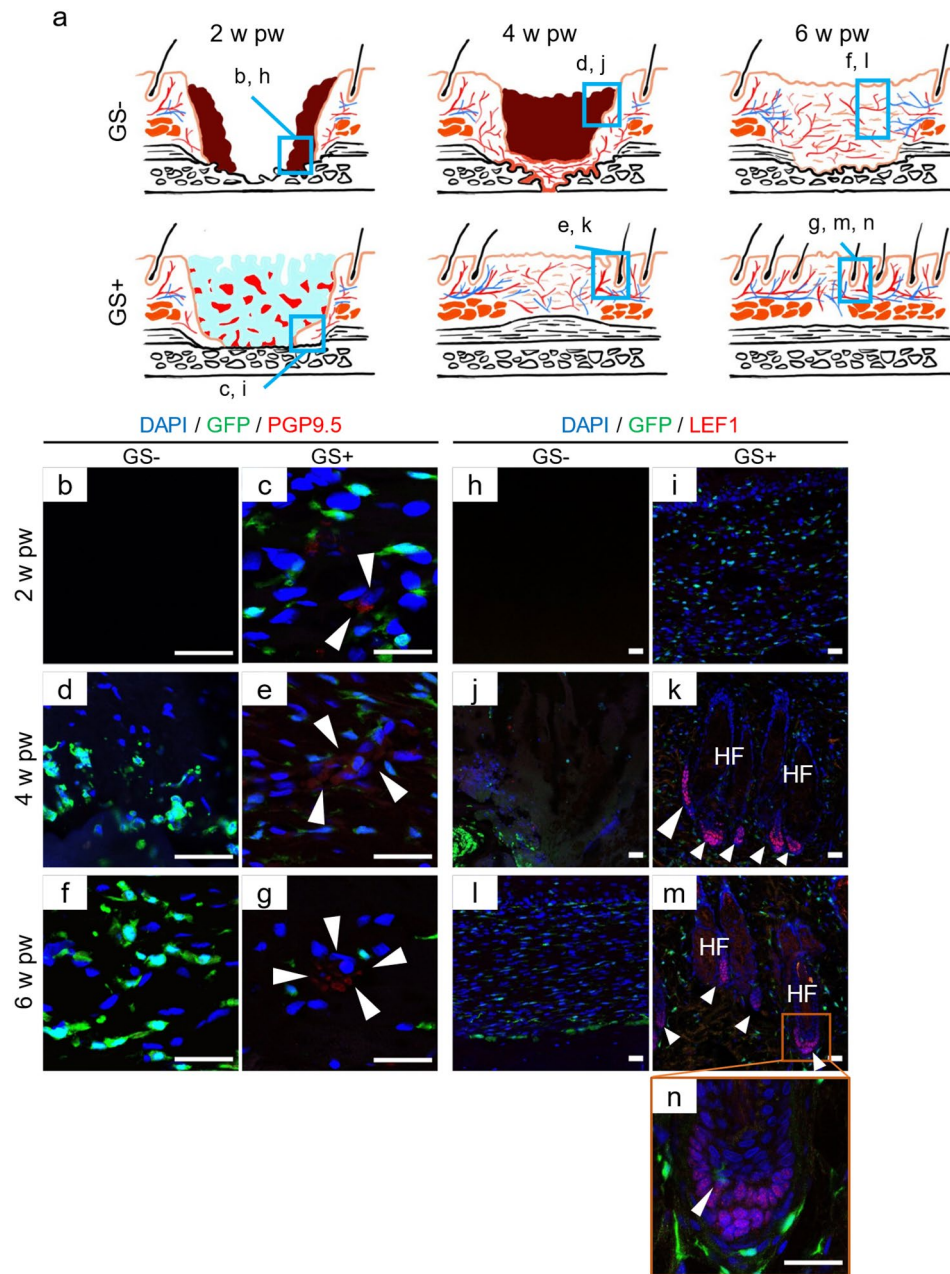 a
2 w pw 4 w pw 6 w pw
GS-
b, h
d, j
f, l
GS+
c, i
e, k
g, m, n
DAPI / GFP / PGP9.5 DAPI / GFP / LEF1
GS- GS+ GS- GS+
2 w pw
b c h i
4 w pw
d e j k
HF HF
6 w pw
f g l m
HF
HF
n